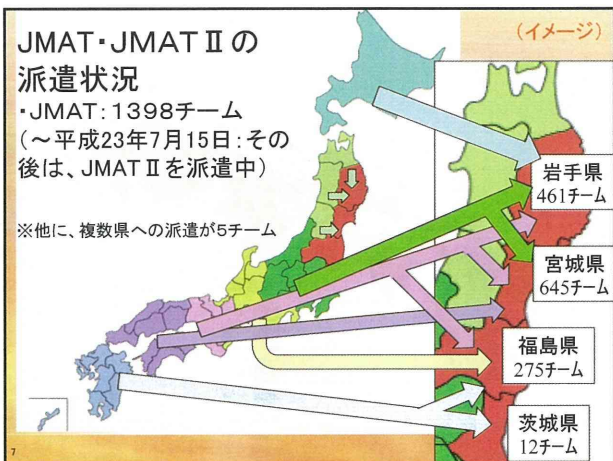 JMAT･JMATⅡの
派遣状況
･JMAT:1398チーム
(～平成23年7月15日:その
後は、JMATⅡを派遣中)
※他に、複数県への派遣が5チーム
(イメージ)
岩手県
461チーム
宮城県
645チーム
福島県
275チーム
茨城県
12チーム
7